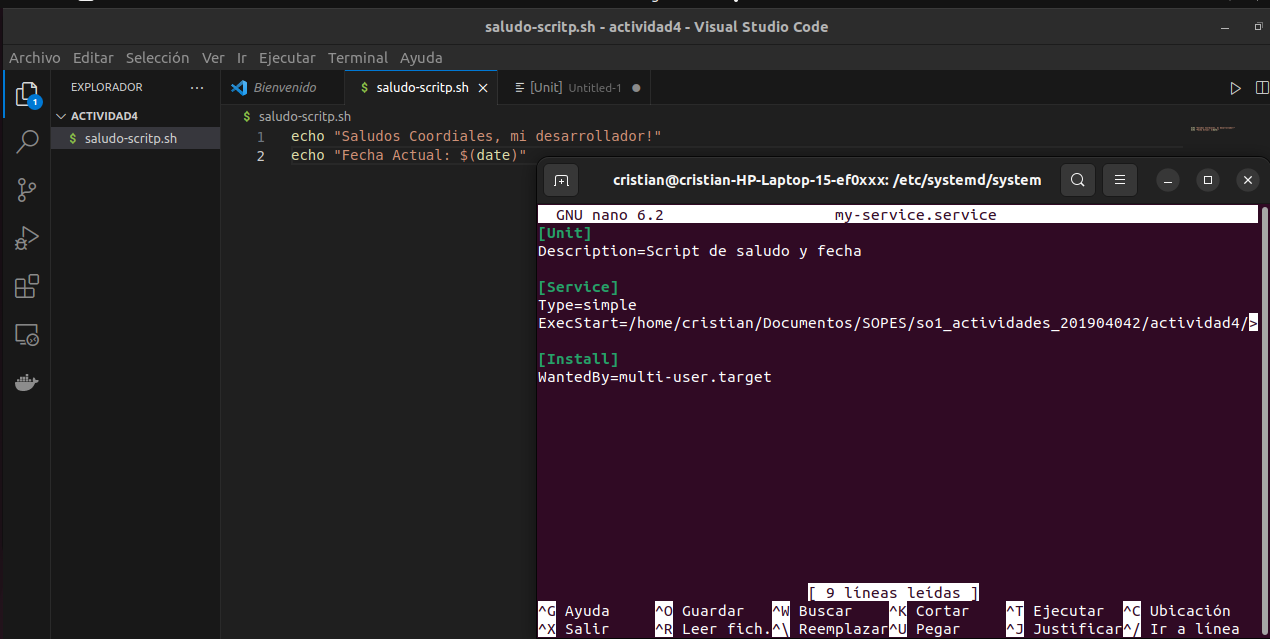 saludo-scritp.sh - actividad4 - Visual Studio Code
Archivo Editar Selección Ver Ir Ejecutar Terminal Ayuda
EXPLORADOR ...
Bienvenido
$ saludo-scritp.sh
[Unit] Untitled-1
1
ACTIVIDAD4
$ saludo-scritp.sh
$ saludo-scritp.sh
1 echo "Saludos Coordiales, mi desarrollador!"
2 echo "Fecha Actual: $(date)"
cristian@cristian-HP-Laptop-15-ef0xxx: /etc/systemd/system
GNU nano 6.2 my-service.service
[Unit]
Description=Script de saludo y fecha
[Service]
Type=simple
ExecStart=/home/cristian/Documentos/SOPES/so1_actividades_201904042/actividad4/>
[Install]
WantedBy=multi-user.target
[ 9 líneas leídas ]
^G Ayuda ^O Guardar ^W Buscar ^K Cortar ^T Ejecutar ^C Ubicación
^X Salir ^R Leer fich. ^\ Reemplazar ^U Pegar ^J Justificar ^/ Ir a línea